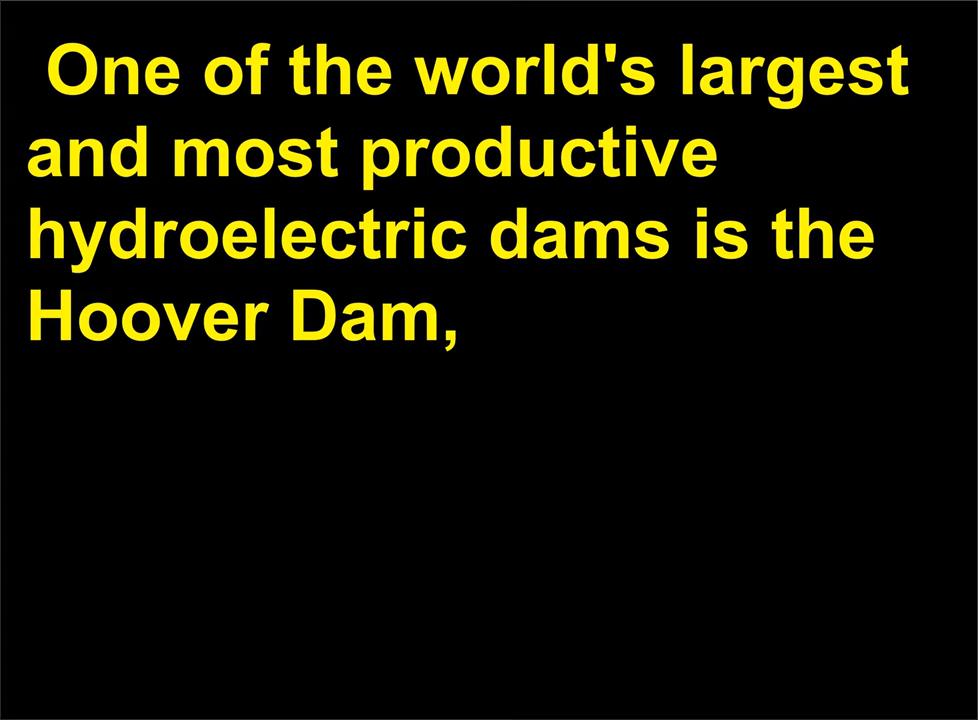 One of the world's largest
and most productive
hydroelectric dams is the
Hoover Dam,